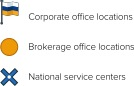 Corporate office locations
Brokerage office locations
National service centers